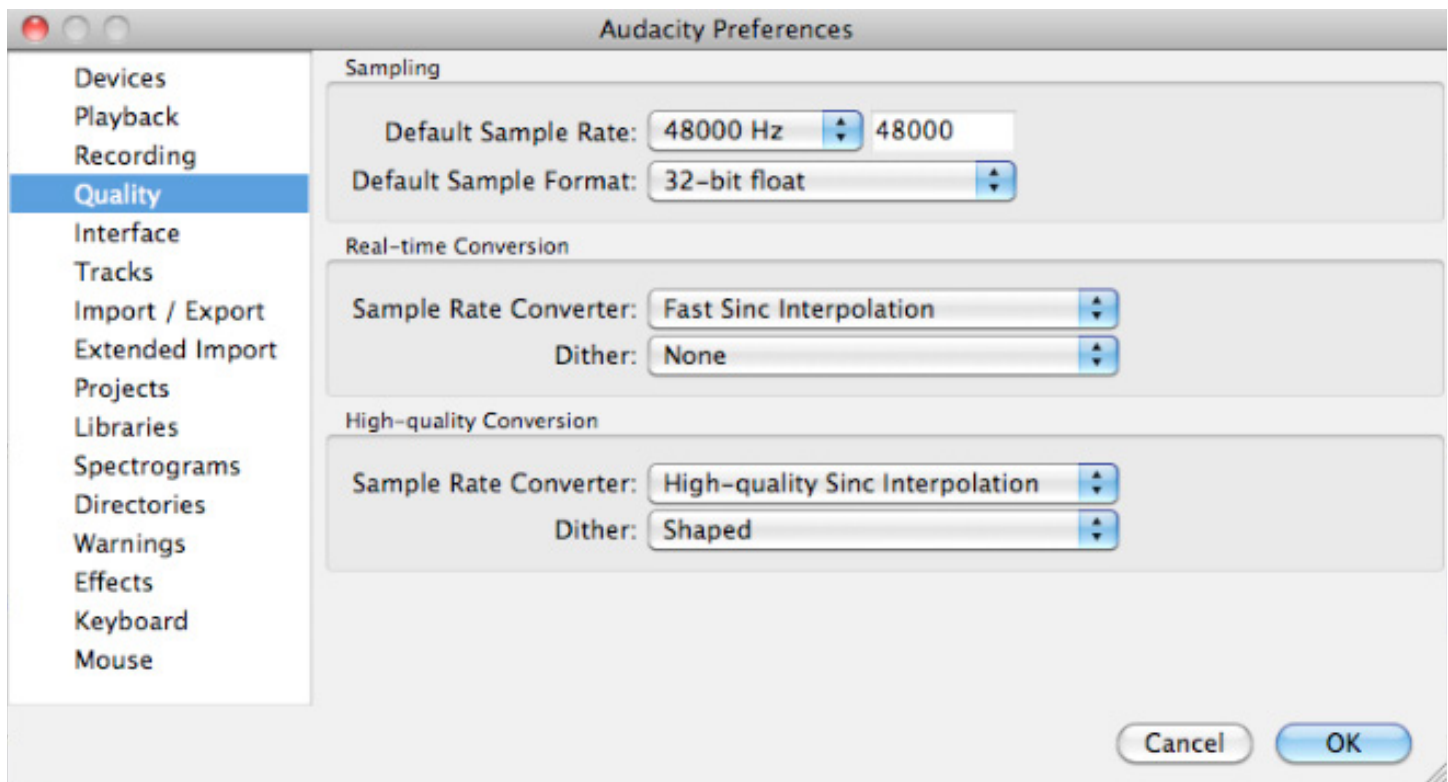 Audacity Preferences
Devices
Playback
Recording
Quality
Interface
Tracks
Import / Export
Extended Import
Projects
Libraries
Spectrograms
Directories
Warnings
Effects
Keyboard
Mouse
Sampling
Default Sample Rate: 48000 Hz 48000
Default Sample Format: 32-bit float
Real-time Conversion
Sample Rate Converter: Fast Sinc Interpolation
Dither: None
High-quality Conversion
Sample Rate Converter: High-quality Sinc Interpolation
Dither: Shaped
Cancel OK